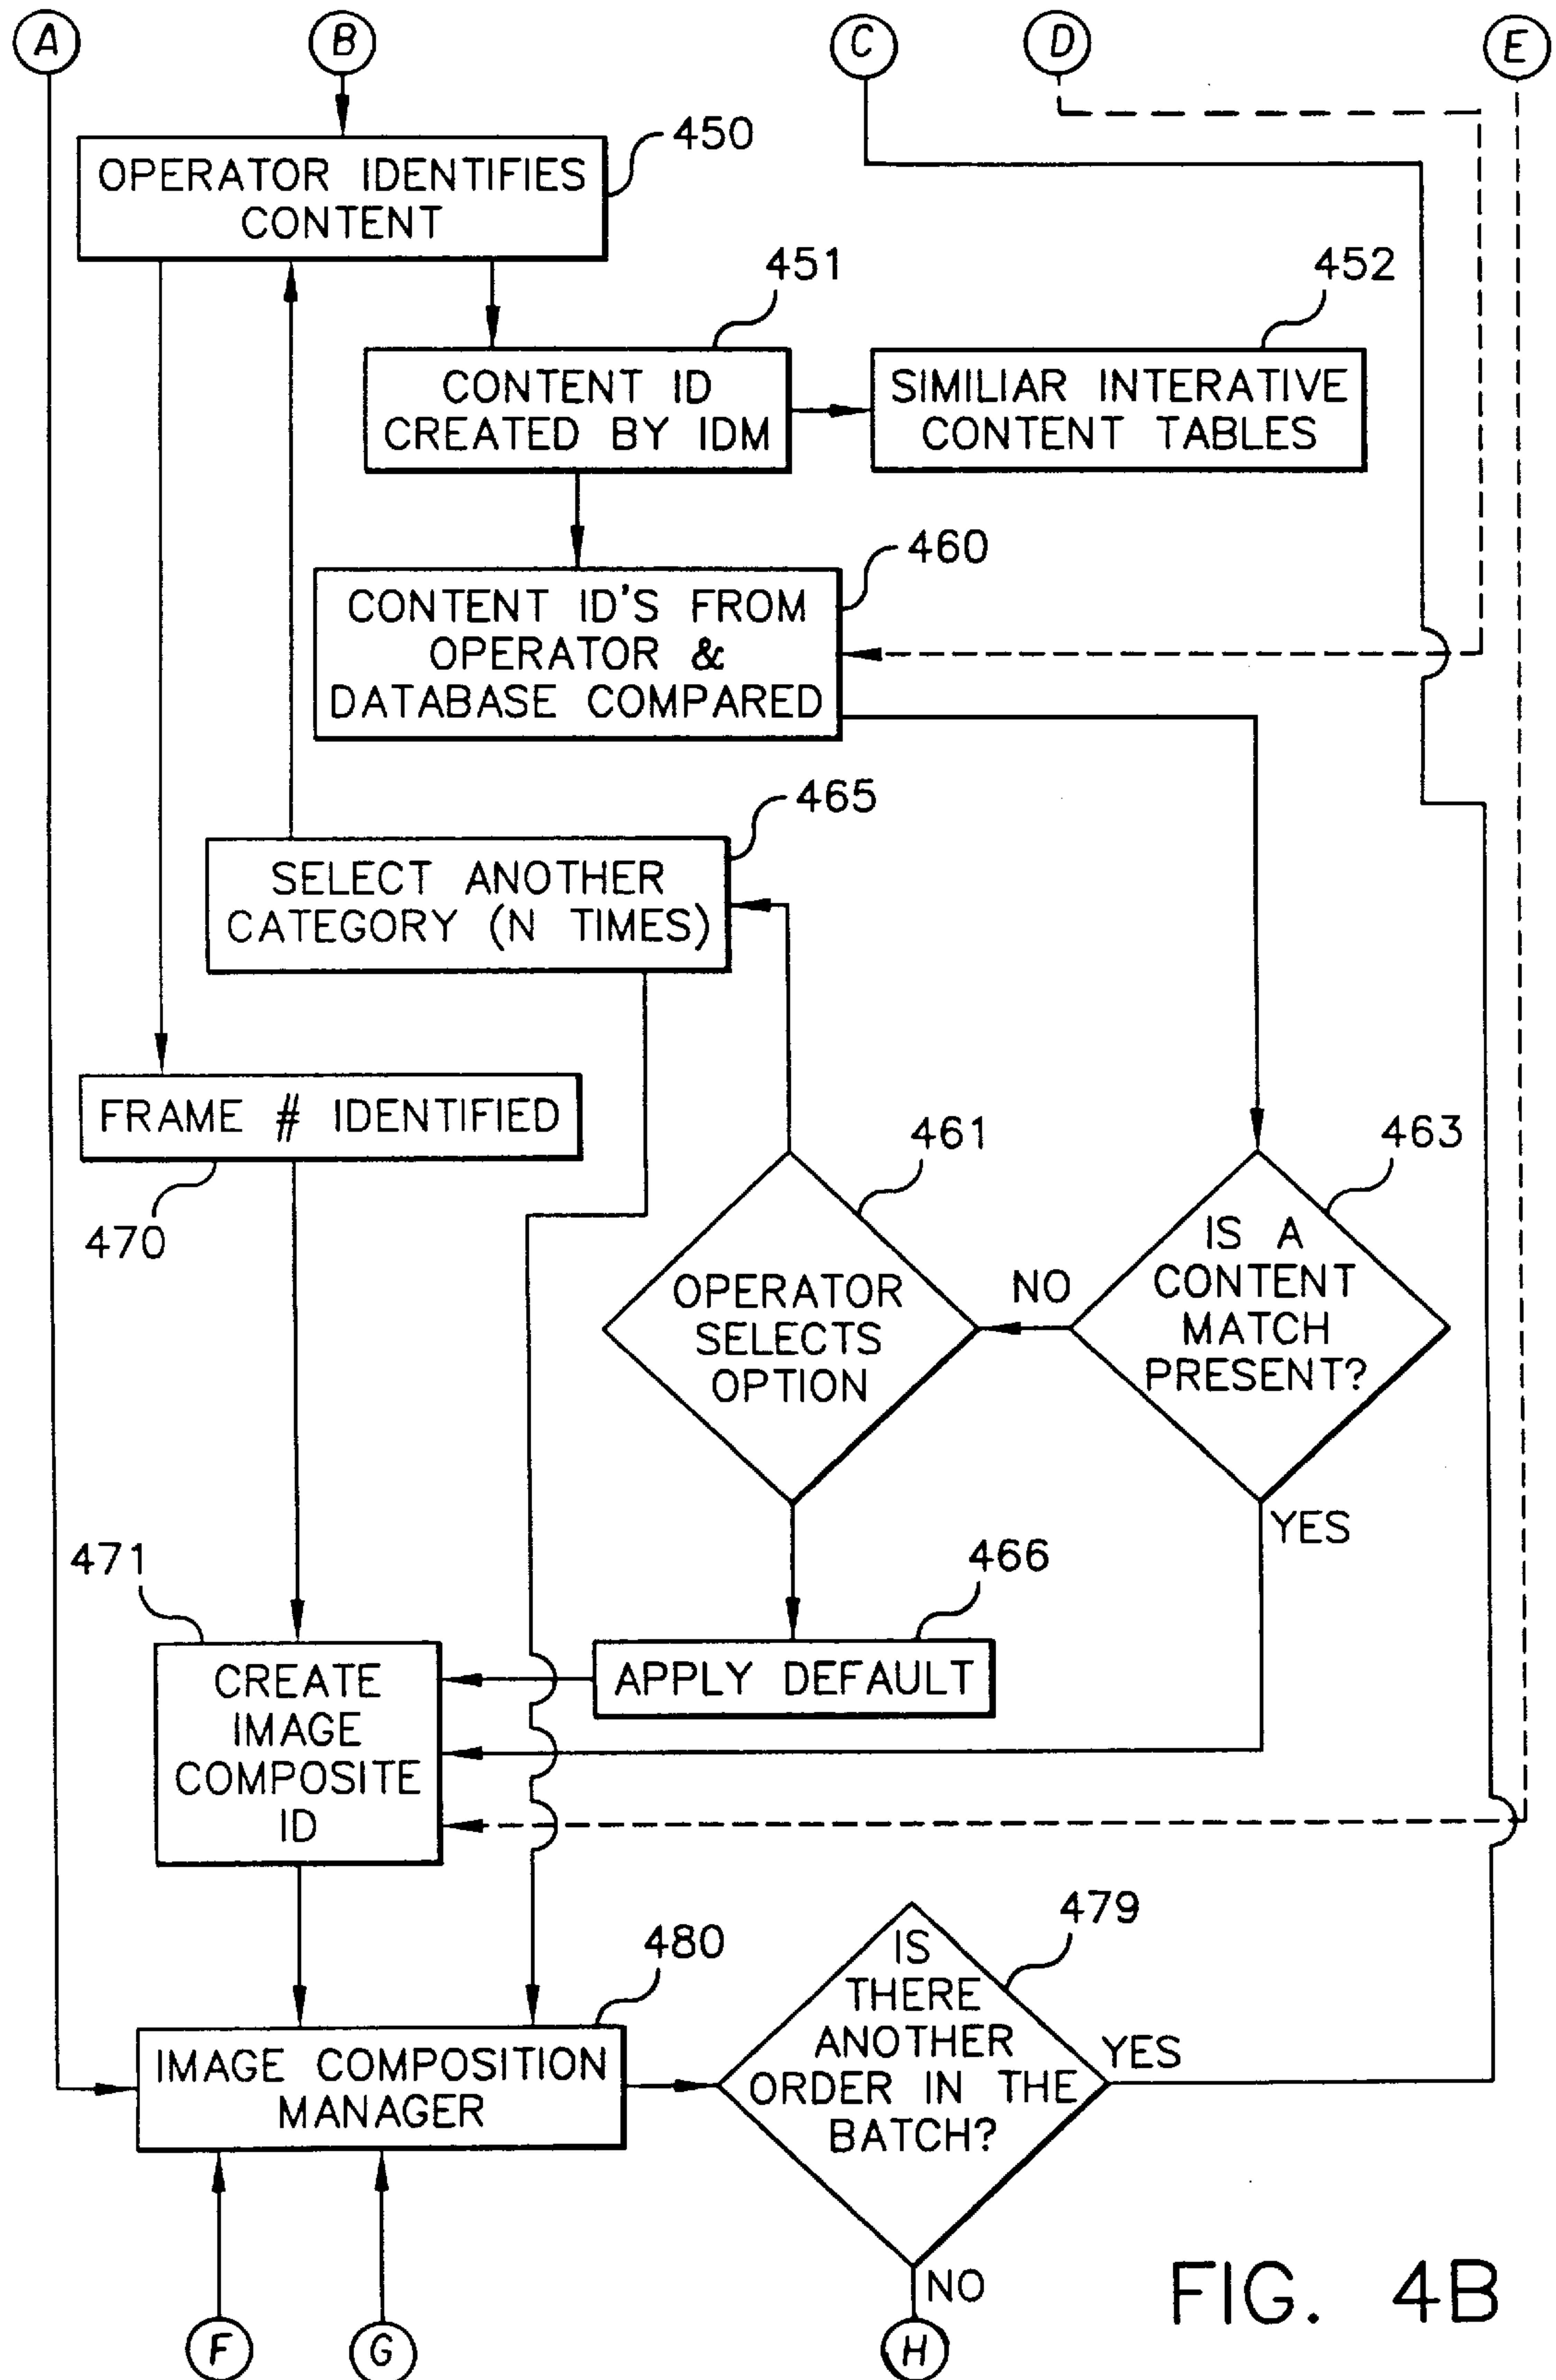 A
B
C
D
E
450
OPERATOR IDENTIFIES
CONTENT
451
452
CONTENT ID
CREATED BY IDM
SIMILIAR INTERATIVE
CONTENT TABLES
460
CONTENT ID'S FROM
OPERATOR &
DATABASE COMPARED
465
SELECT ANOTHER
CATEGORY (N TIMES)
FRAME # IDENTIFIED
470
461
463
OPERATOR
SELECTS
OPTION
NO
IS A
CONTENT
MATCH
PRESENT?
YES
471
466
CREATE
IMAGE
COMPOSITE
ID
APPLY DEFAULT
480
479
IMAGE COMPOSITION
MANAGER
IS
THERE
ANOTHER
ORDER IN THE
BATCH?
YES
NO
F
G
H
FIG. 4B